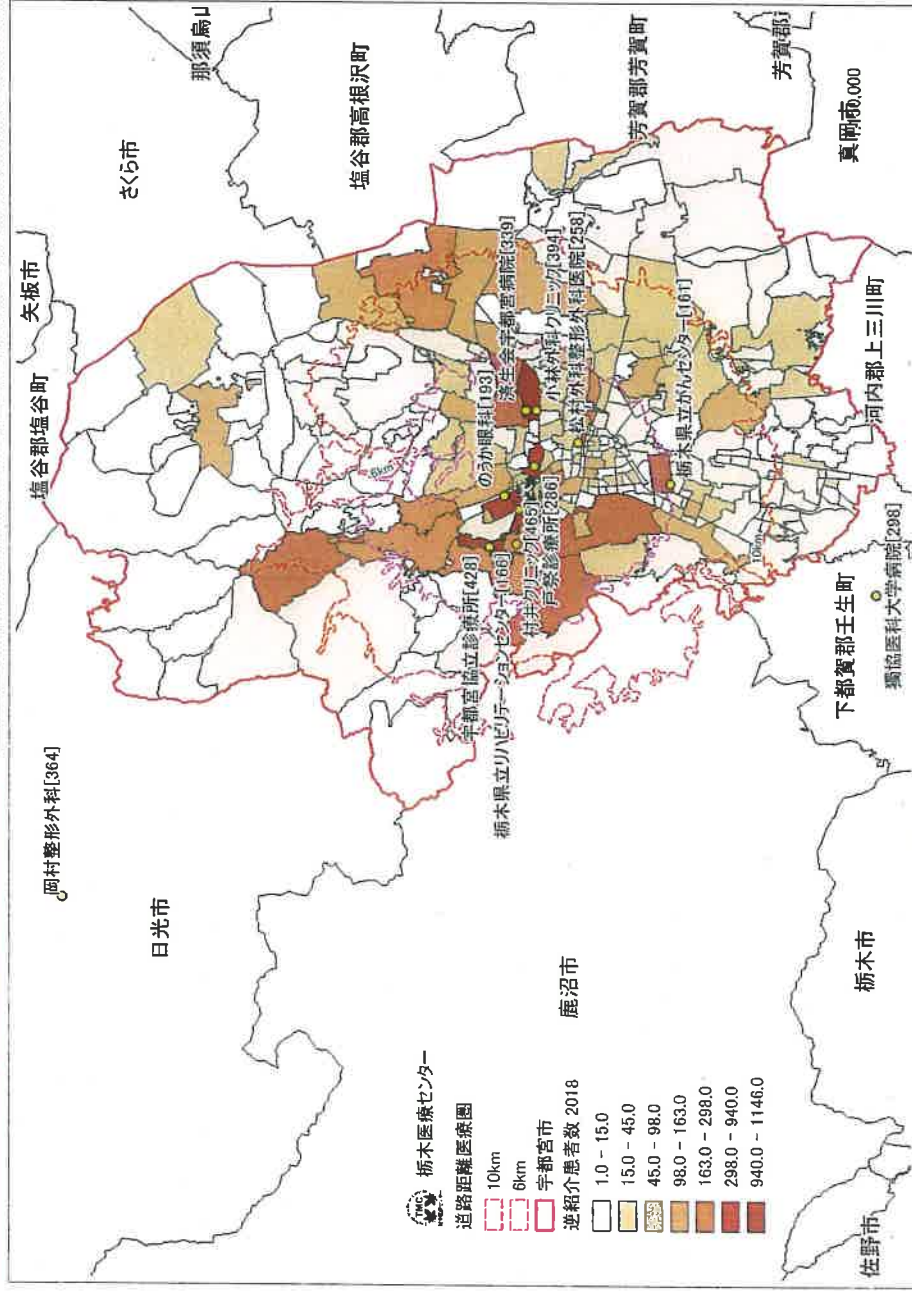 矢板市
塩谷郡塩谷町
さくら市
那須烏山
塩谷郡高根沢町
芳賀郡芳賀町
芳賀郡
河内郡上三川町
下都賀郡壬生町
日光市
鹿沼市
栃木市
佐野市
岡村整形外科[364]
のうか眼科[193]
済生会宇都宮病院[339]
小林外科クリニック[394]
松村外科整形外科医院[258]
宇都宮協立診療所[428]
栃木県立リハビリテーションセンター[166]
村井クリニック[465]
戸祭診療所[286]
栃木県立がんセンター[161]
獨協医科大学病院[298]
6km
10km
TMC
栃木医療センター
道路距離医療圏
10km
6km
宇都宮市
逆紹介患者数 2018
1.0 - 15.0
15.0 - 45.0
45.0 - 98.0
98.0 - 163.0
163.0 - 298.0
298.0 - 940.0
940.0 - 1146.0